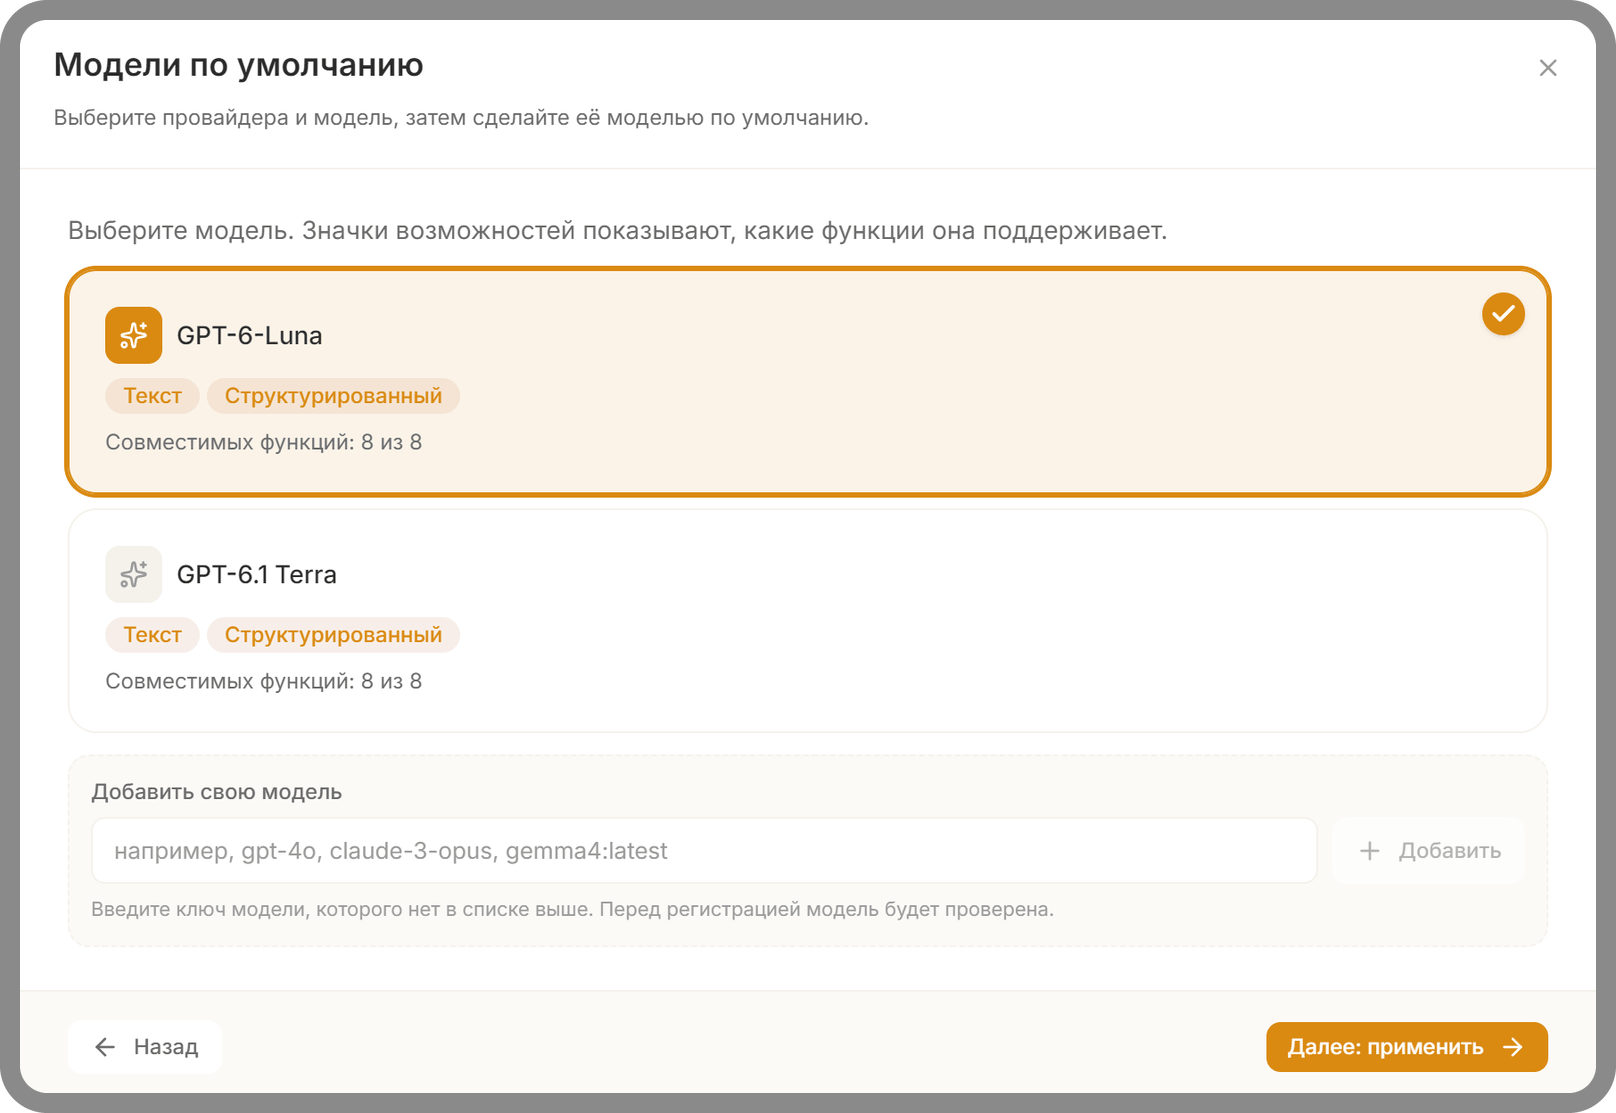 Модели по умолчанию
Выберите провайдера и модель, затем сделайте её моделью по умолчанию.
Выберите модель. Значки возможностей показывают, какие функции она поддерживает.
GPT-6-Luna
Текст Структурированный
Совместимых функций: 8 из 8
GPT-6.1 Terra
Текст Структурированный
Совместимых функций: 8 из 8
Добавить свою модель
например, gpt-4o, claude-3-opus, gemma4:latest
Добавить
Введите ключ модели, которого нет в списке выше. Перед регистрацией модель будет проверена.
Назад
Далее: применить